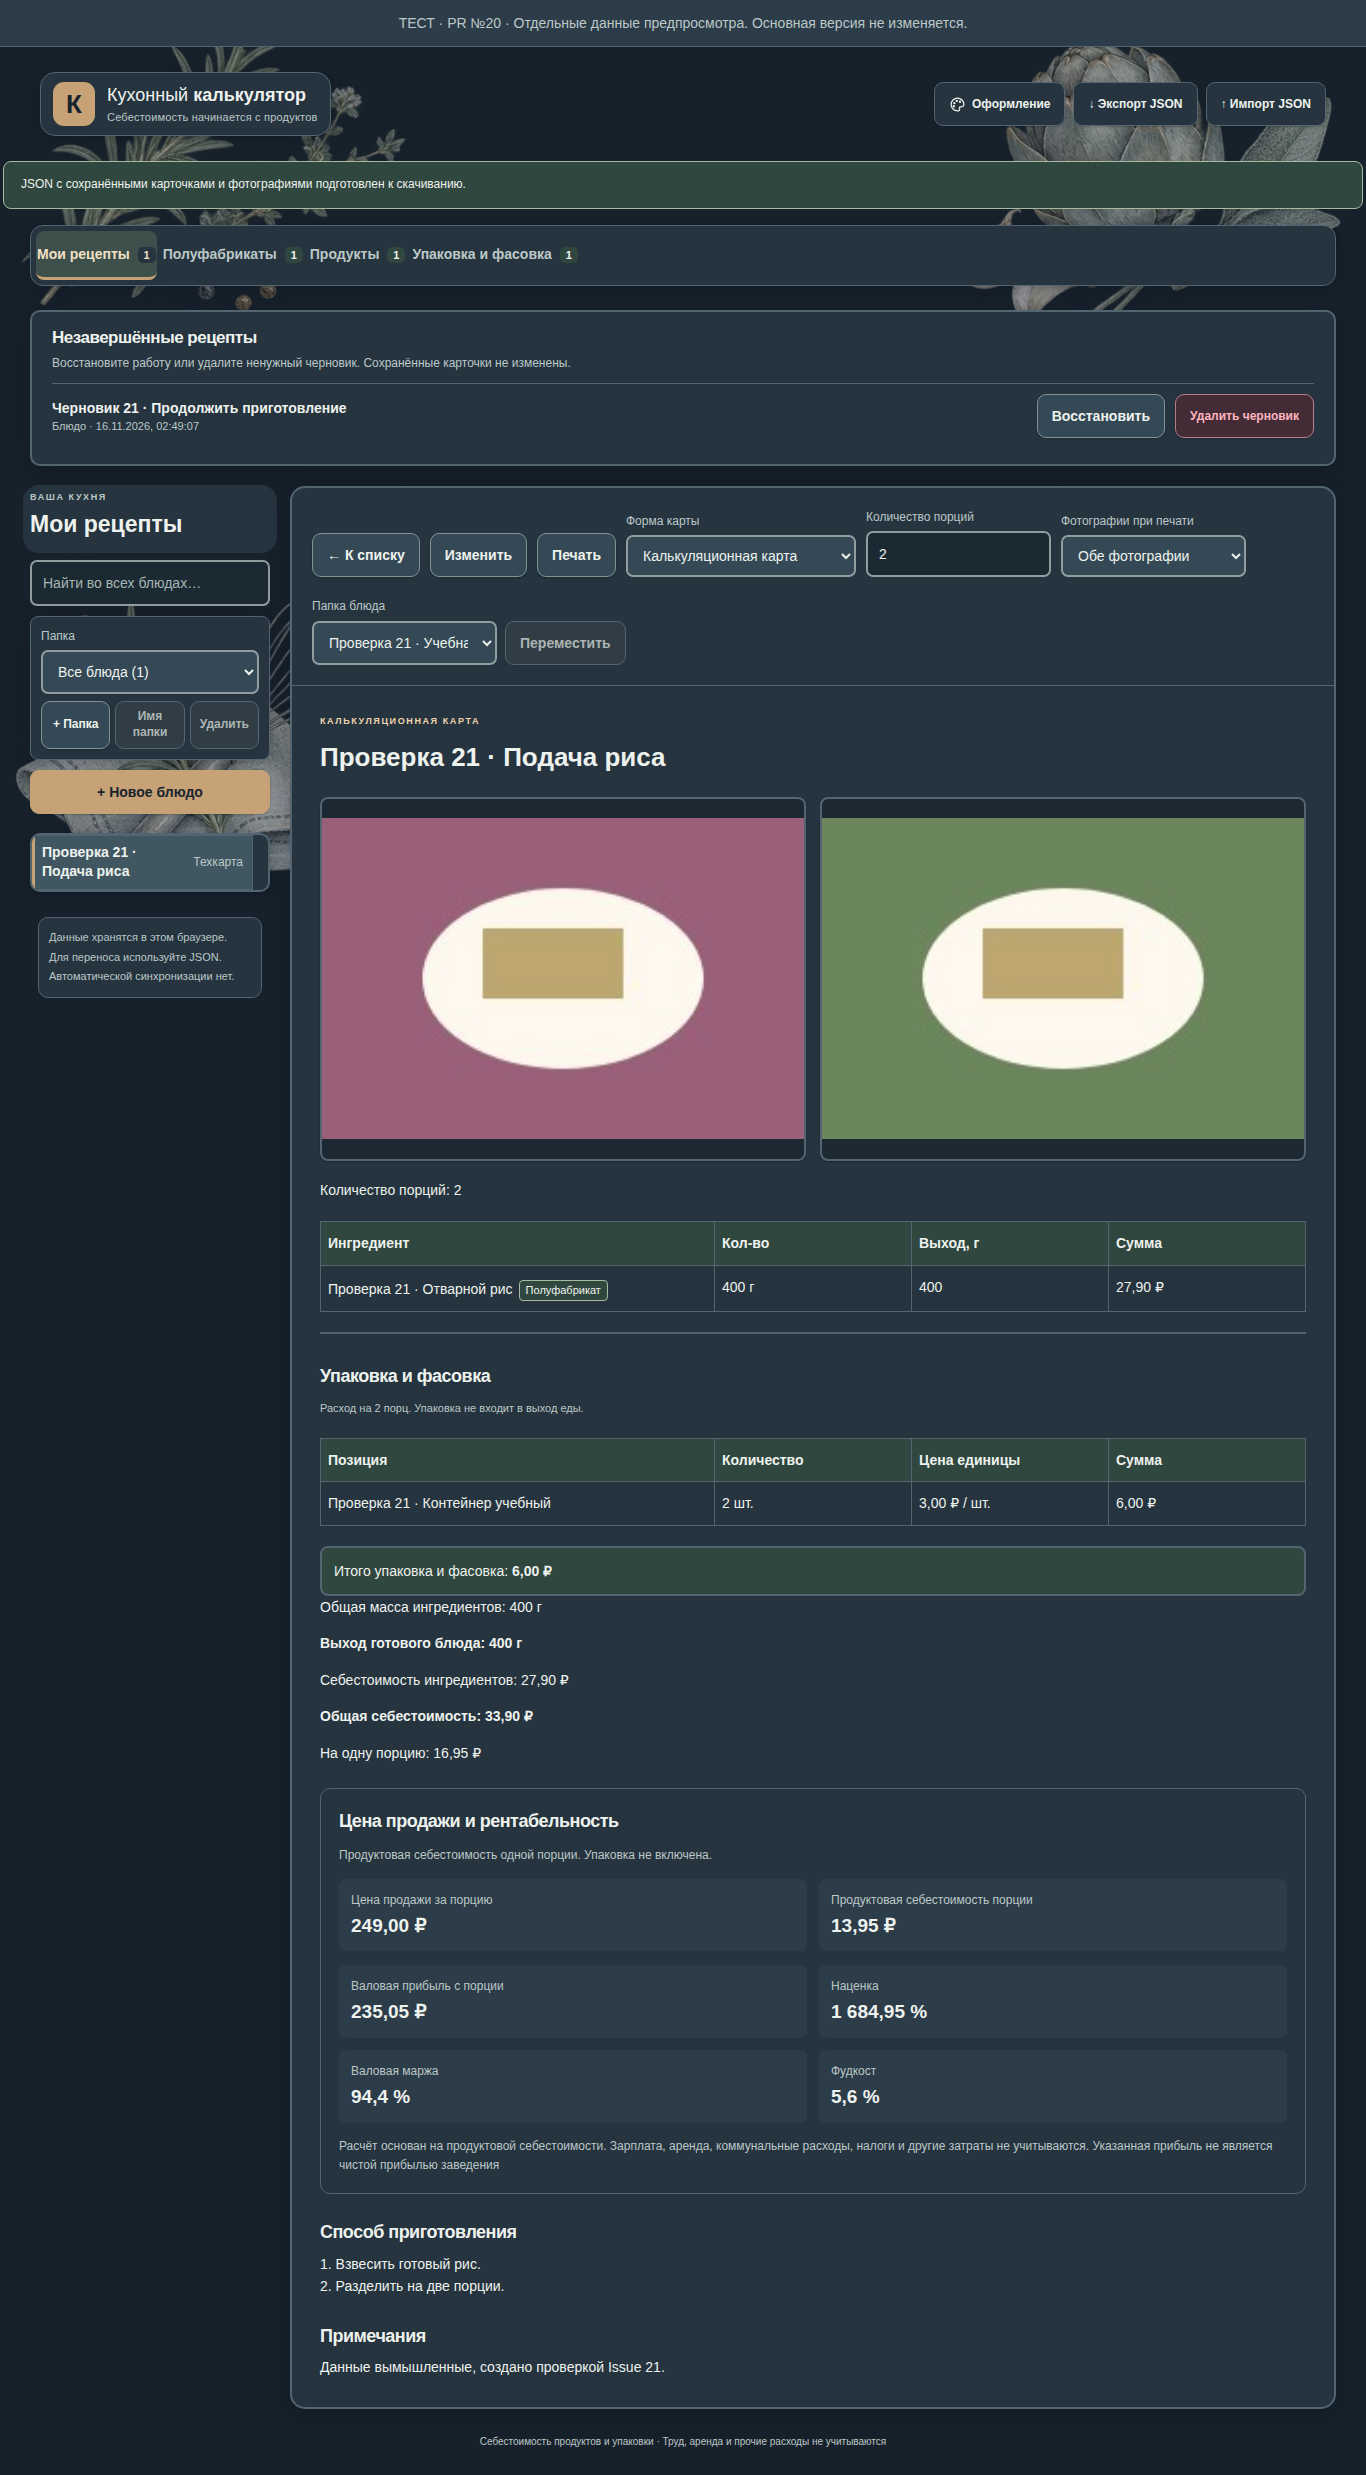 ТЕСТ · PR №20 · Отдельные данные предпросмотра. Основная версия не изменяется.
К
Кухонный калькулятор
Себестоимость начинается с продуктов
Оформление
↓ Экспорт JSON
↑ Импорт JSON
JSON с сохранёнными карточками и фотографиями подготовлен к скачиванию.
Мои рецепты 1 Полуфабрикаты 1 Продукты 1 Упаковка и фасовка 1
Незавершённые рецепты
Восстановите работу или удалите ненужный черновик. Сохранённые карточки не изменены.
Черновик 21 · Продолжить приготовление
Блюдо · 16.11.2026, 02:49:07
Восстановить
Удалить черновик
ВАША КУХНЯ
Мои рецепты
Найти во всех блюдах…
Папка
Все блюда (1)
+ Папка
Имя
папки
Удалить
+ Новое блюдо
Проверка 21 ·
Подача риса
Техкарта
Данные хранятся в этом браузере.
Для переноса используйте JSON.
Автоматической синхронизации нет.
← К списку
Изменить
Печать
Форма карты
Калькуляционная карта
Количество порций
2
Фотографии при печати
Обе фотографии
Папка блюда
Проверка 21 · Учебна
Переместить
КАЛЬКУЛЯЦИОННАЯ КАРТА
Проверка 21 · Подача риса
Количество порций: 2
Ингредиент Кол-во Выход, г Сумма
Проверка 21 · Отварной рис Полуфабрикат 400 г 400 27,90 ₽
Упаковка и фасовка
Расход на 2 порц. Упаковка не входит в выход еды.
Позиция Количество Цена единицы Сумма
Проверка 21 · Контейнер учебный 2 шт. 3,00 ₽ / шт. 6,00 ₽
Итого упаковка и фасовка: 6,00 ₽
Общая масса ингредиентов: 400 г
Выход готового блюда: 400 г
Себестоимость ингредиентов: 27,90 ₽
Общая себестоимость: 33,90 ₽
На одну порцию: 16,95 ₽
Цена продажи и рентабельность
Продуктовая себестоимость одной порции. Упаковка не включена.
Цена продажи за порцию
249,00 ₽
Продуктовая себестоимость порции
13,95 ₽
Валовая прибыль с порции
235,05 ₽
Наценка
1 684,95 %
Валовая маржа
94,4 %
Фудкост
5,6 %
Расчёт основан на продуктовой себестоимости. Зарплата, аренда, коммунальные расходы, налоги и другие затраты не учитываются. Указанная прибыль не является
чистой прибылью заведения
Способ приготовления
1. Взвесить готовый рис.
2. Разделить на две порции.
Примечания
Данные вымышленные, создано проверкой Issue 21.
Себестоимость продуктов и упаковки · Труд, аренда и прочие расходы не учитываются